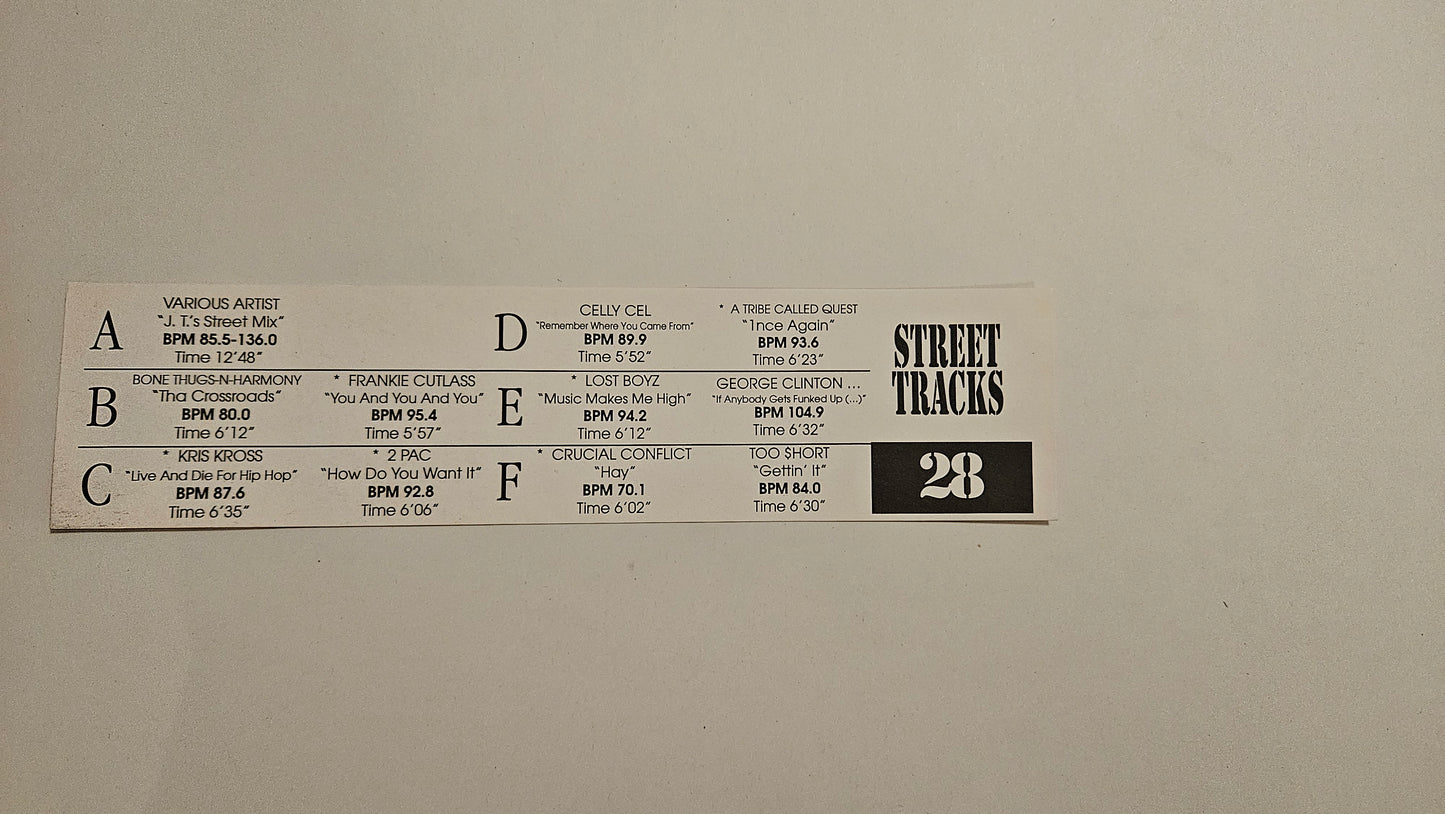 A
VARIOUS ARTIST
"J. T.'s Street Mix"
BPM 85.5-136.0
Time 12'48"
B
BONE THUGS-N-HARMONY
"Tha Crossroads"
BPM 80.0
Time 6'12"
* FRANKIE CUTLASS
"You And You And You"
BPM 95.4
Time 5'57"
C
* KRIS KROSS
"Live And Die For Hip Hop"
BPM 87.6
Time 6'35"
* 2 PAC
"How Do You Want It"
BPM 92.8
Time 6'06"
D
CELLY CEL
"Remember Where You Came From"
BPM 89.9
Time 5'52"
* A TRIBE CALLED QUEST
"1nce Again"
BPM 93.6
Time 6'23"
E
* LOST BOYZ
"Music Makes Me High"
BPM 94.2
Time 6'12"
GEORGE CLINTON ...
"If Anybody Gets Funked Up (...)"
BPM 104.9
Time 6'32"
F
* CRUCIAL CONFLICT
"Hay"
BPM 70.1
Time 6'02"
TOO $HORT
"Gettin' It"
BPM 84.0
Time 6'30"
STREET
TRACKS
28